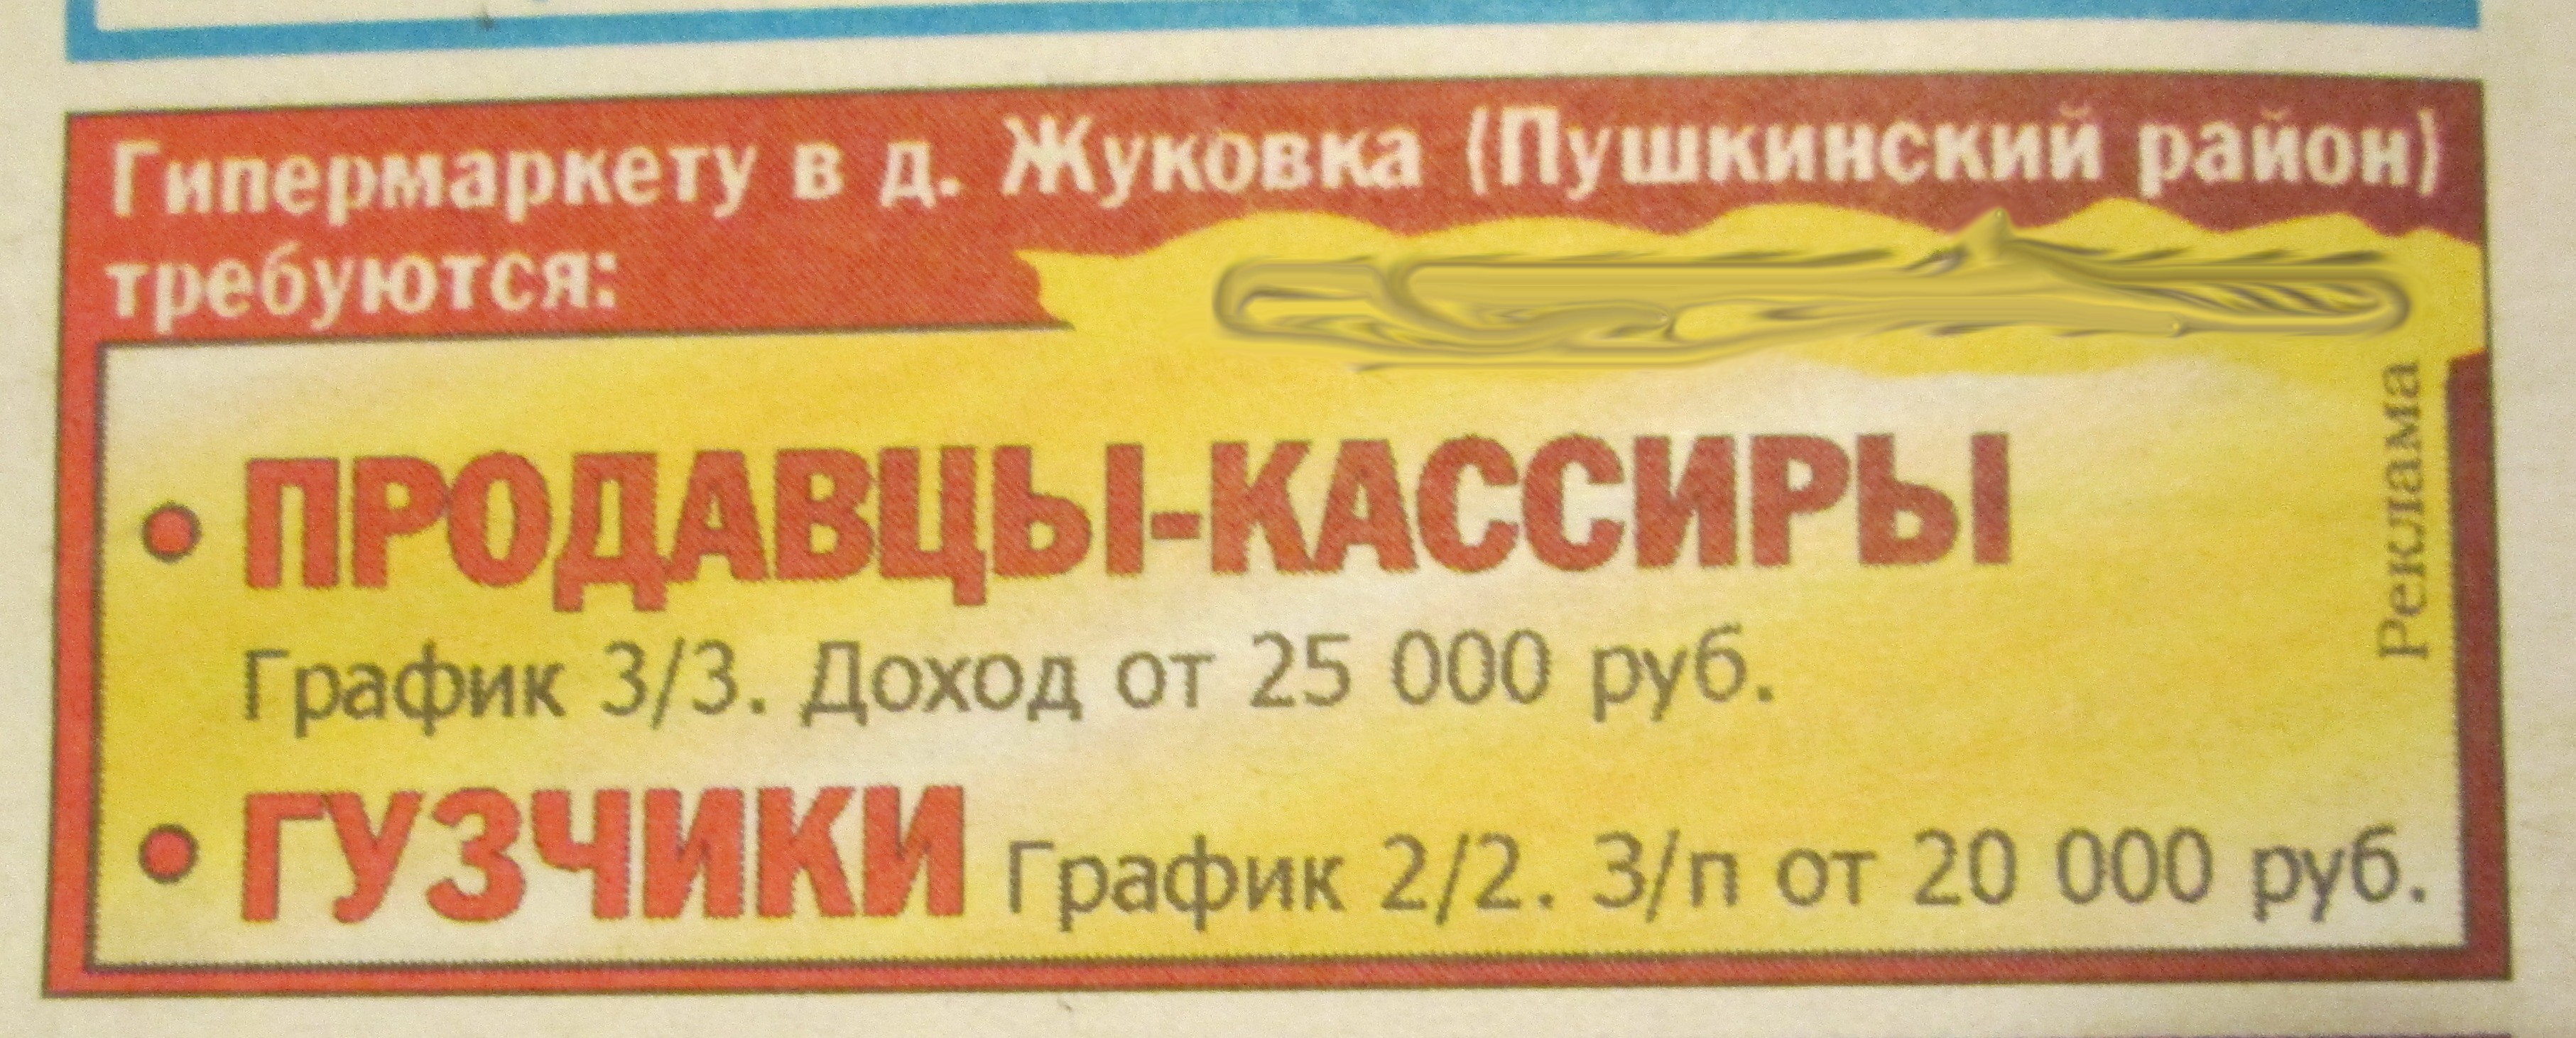 Гипермаркету в д. Жуковка (Пушкинский район)
требуются:
• ПРОДАВЦЫ-КАССИРЫ
График 3/3. Доход от 25 000 руб.
• ГУЗЧИКИ График 2/2. З/п от 20 000 руб.
Реклама